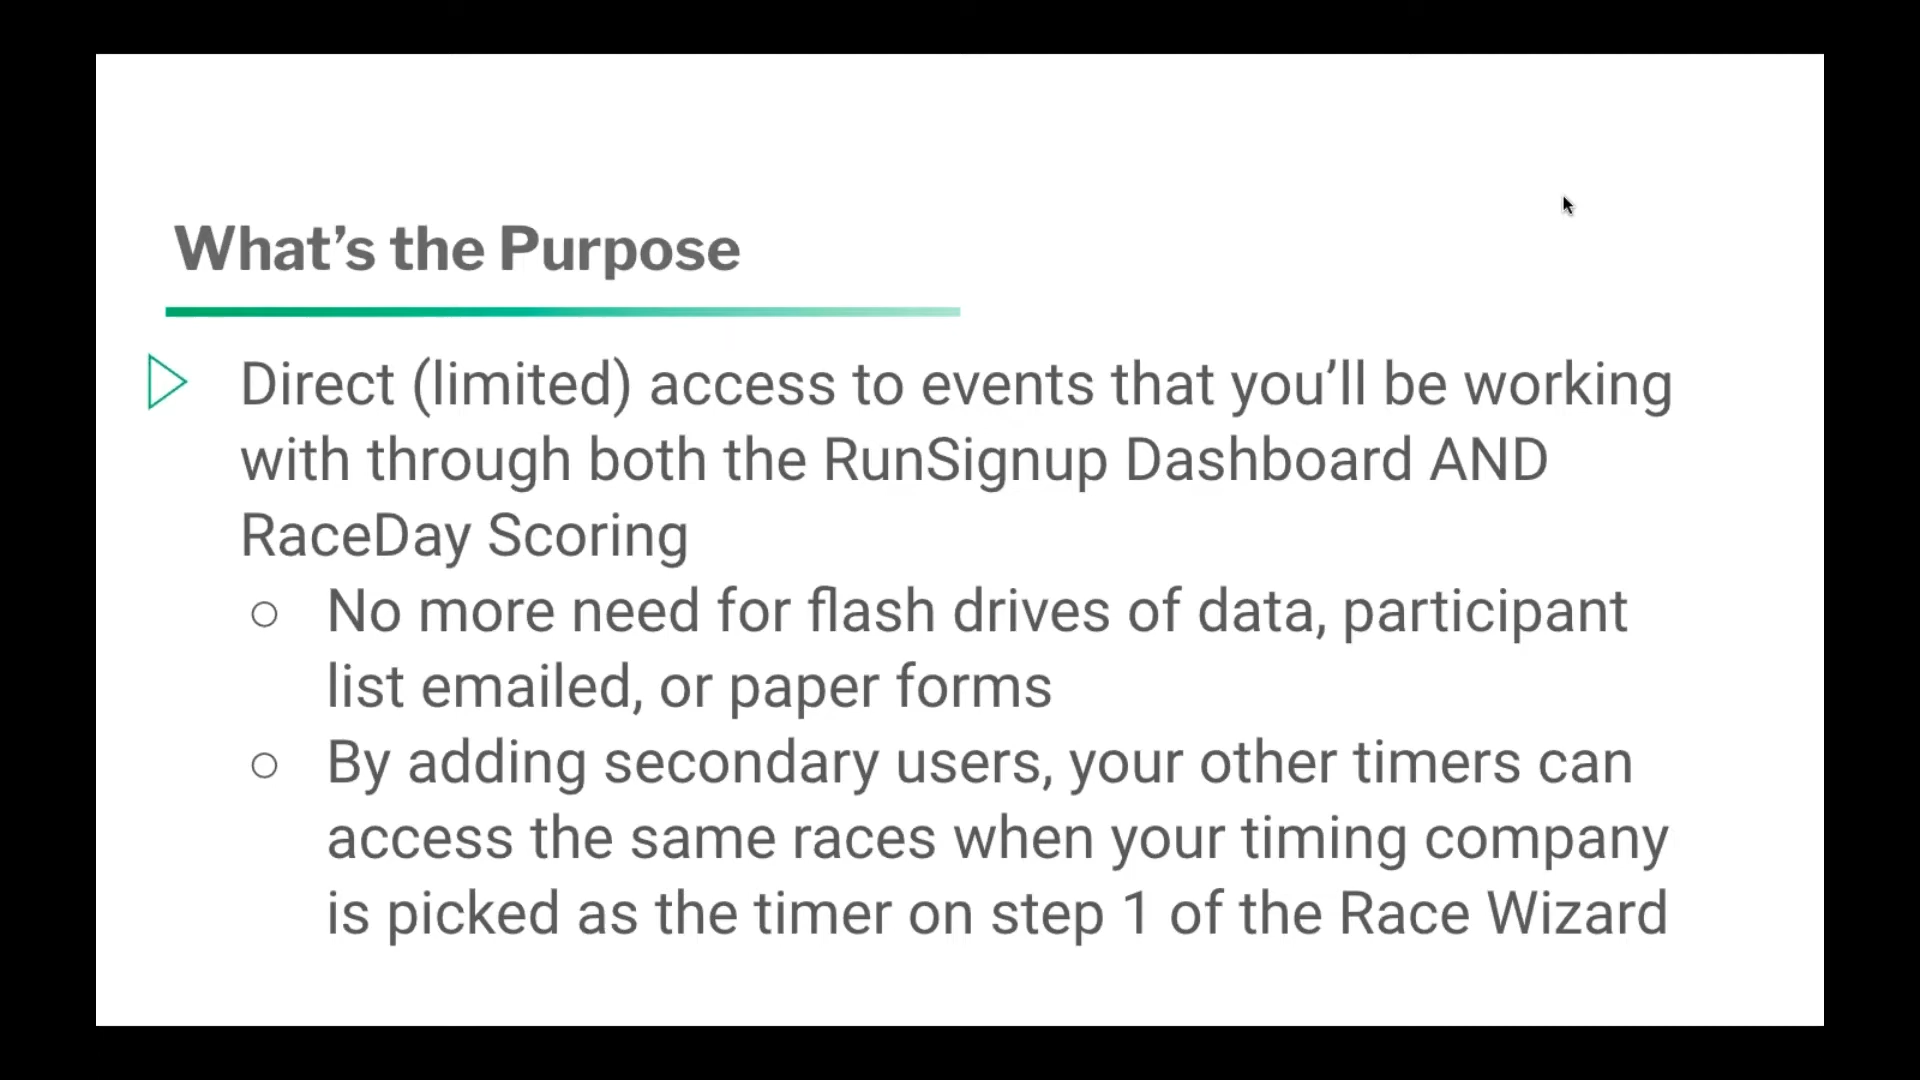 What’s the Purpose
Direct (limited) access to events that you’ll be working
with through both the RunSignup Dashboard AND
RaceDay Scoring
No more need for flash drives of data, participant
list emailed, or paper forms
By adding secondary users, your other timers can
access the same races when your timing company
is picked as the timer on step 1 of the Race Wizard